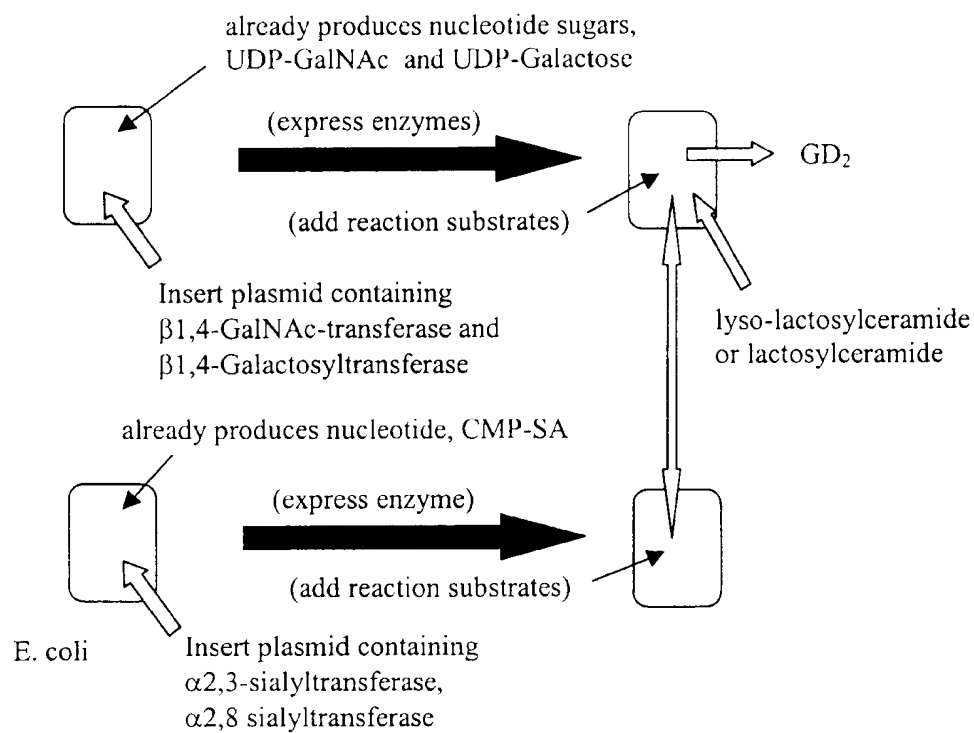 already produces nucleotide sugars,
UDP-GalNAc and UDP-Galactose
(express enzymes)
GD₂
(add reaction substrates)
Insert plasmid containing
β1,4-GalNAc-transferase and
β1,4-Galactosyltransferase
lyso-lactosylceramide
or lactosylceramide
already produces nucleotide, CMP-SA
(express enzyme)
(add reaction substrates)
E. coli
Insert plasmid containing
α2,3-sialyltransferase,
α2,8 sialyltransferase